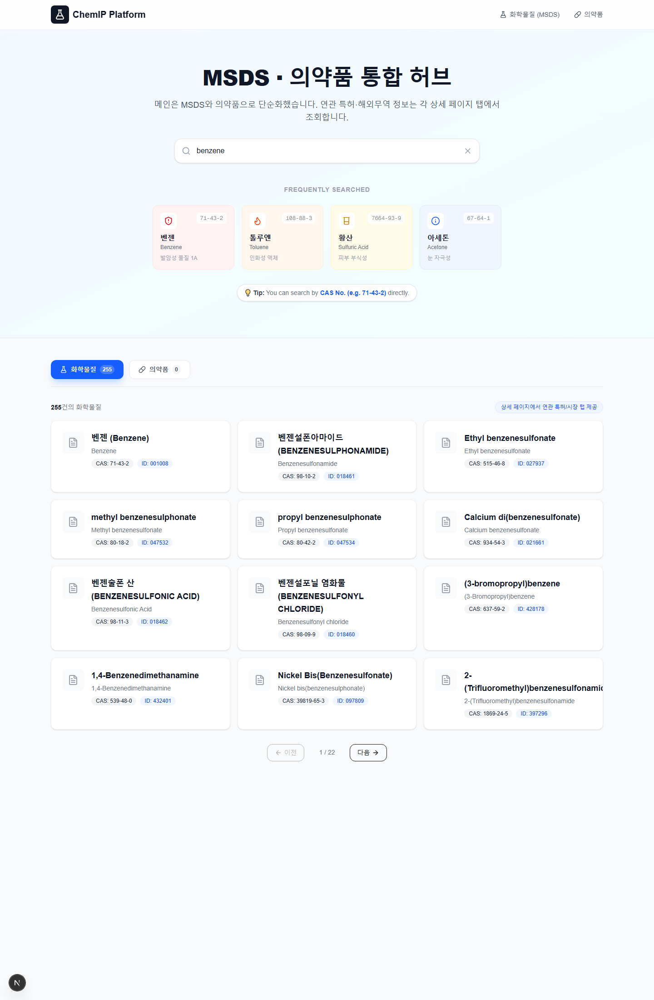 ChemIP Platform
화학물질 (MSDS)
의약품
MSDS · 의약품 통합 허브
메인은 MSDS와 의약품으로 단순화했습니다. 연관 특허·해외무역 정보는 각 상세 페이지 탭에서
조회합니다.
benzene
FREQUENTLY SEARCHED
71-43-2
벤젠
Benzene
발암성 물질 1A
108-88-3
톨루엔
Toluene
인화성 액체
7664-93-9
황산
Sulfuric Acid
피부 부식성
67-64-1
아세톤
Acetone
눈 자극성
Tip: You can search by CAS No. (e.g. 71-43-2) directly.
화학물질 255
의약품 0
255건의 화학물질
상세 페이지에서 연관 특허/시장 탭 제공
벤젠 (Benzene)
Benzene
CAS: 71-43-2 ID: 001008
벤젠설폰아마이드
(BENZENESULPHONAMIDE)
Benzenesulfonamide
CAS: 98-10-2 ID: 018461
Ethyl benzenesulfonate
Ethyl benzenesulfonate
CAS: 515-46-8 ID: 027937
methyl benzenesulphonate
Methyl benzenesulfonate
CAS: 80-18-2 ID: 047532
propyl benzenesulphonate
Propyl benzenesulfonate
CAS: 80-42-2 ID: 047534
Calcium di(benzenesulfonate)
Calcium benzenesulfonate
CAS: 934-54-3 ID: 021661
벤젠술폰 산
(BENZENESULFONIC ACID)
Benzenesulfonic Acid
CAS: 98-11-3 ID: 018462
벤젠설포닐 염화물
(BENZENESULFONYL
CHLORIDE)
Benzenesulfonyl chloride
CAS: 98-09-9 ID: 018460
(3-bromopropyl)benzene
(3-Bromopropyl)benzene
CAS: 637-59-2 ID: 428178
1,4-Benzenedimethanamine
1,4-Benzenedimethanamine
CAS: 539-48-0 ID: 432401
Nickel Bis(Benzenesulfonate)
Nickel bis(benzenesulphonate)
CAS: 39819-65-3 ID: 097809
2-
(Trifluoromethyl)benzenesulfonamid
2-(Trifluoromethyl)benzenesulfonamide
CAS: 1869-24-5 ID: 397296
← 이전
1 / 22
다음 →
N